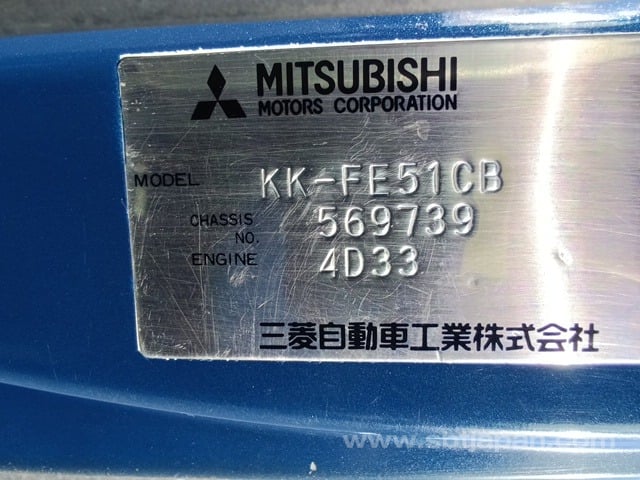 MITSUBISHI
MOTORS CORPORATION
MODEL KK-FE51CB
CHASSIS NO. 569739
ENGINE 4D33
三菱自動車工業株式会社
www.sbtjapan.com